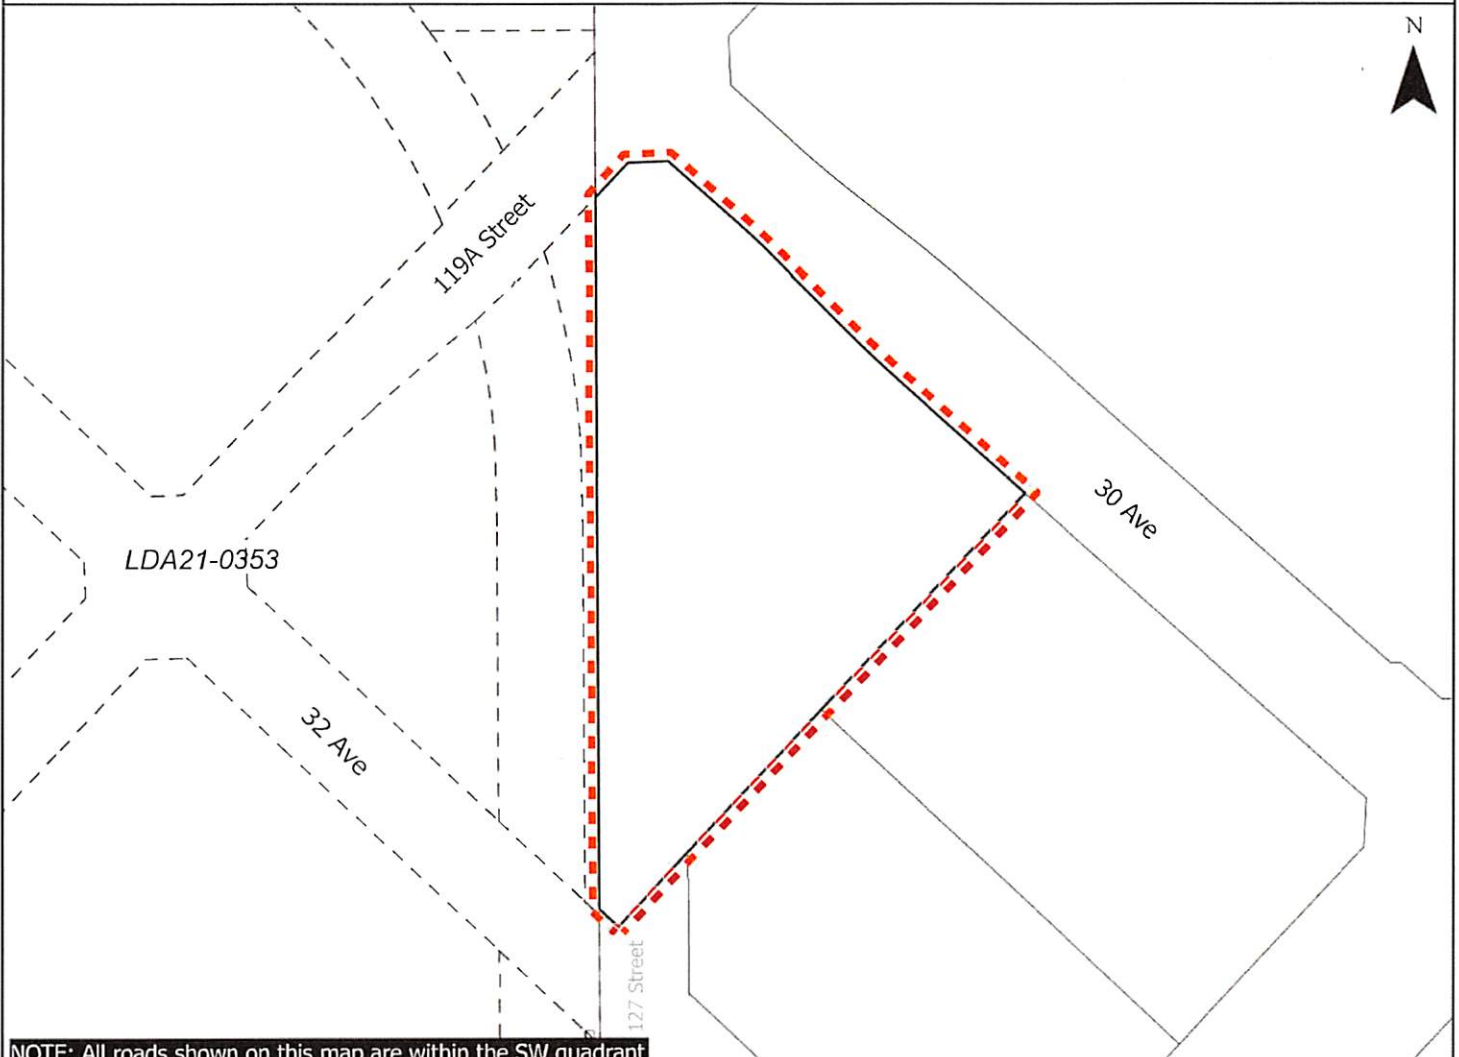 N
119A Street
30 Ave
LDA21-0353
32 Ave
127 Street
NOTE: All roads shown on this map are within the SW quadrant